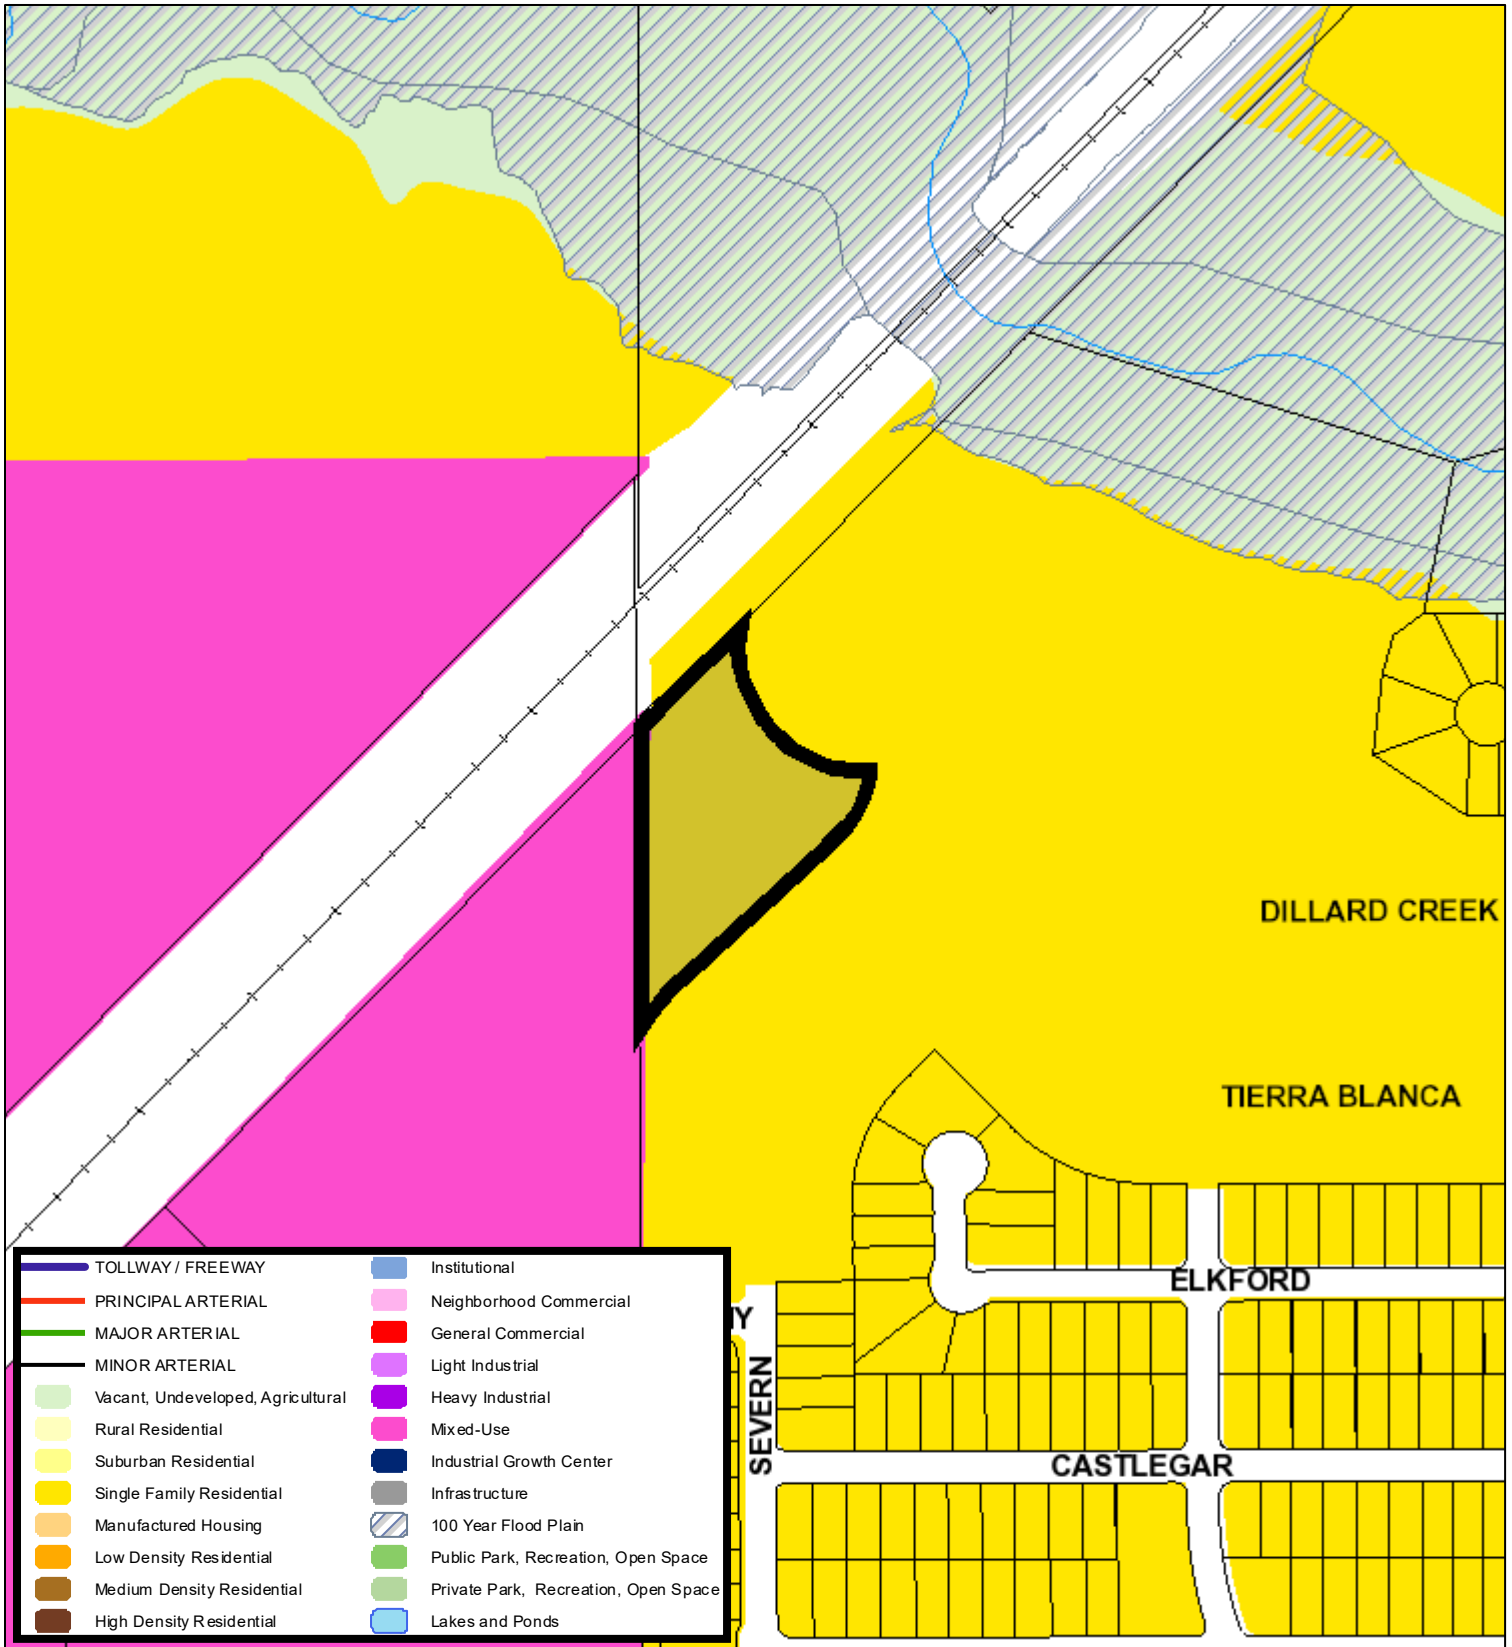 DILLARD CREEK
TIERRA BLANCA
ELKFORD
SEVERN
CASTLEGAR
TOLLWAY / FREEWAY
PRINCIPAL ARTERIAL
MAJOR ARTERIAL
MINOR ARTERIAL
Vacant, Undeveloped, Agricultural
Rural Residential
Suburban Residential
Single Family Residential
Manufactured Housing
Low Density Residential
Medium Density Residential
High Density Residential
Institutional
Neighborhood Commercial
General Commercial
Light Industrial
Heavy Industrial
Mixed-Use
Industrial Growth Center
Infrastructure
100 Year Flood Plain
Public Park, Recreation, Open Space
Private Park, Recreation, Open Space
Lakes and Ponds